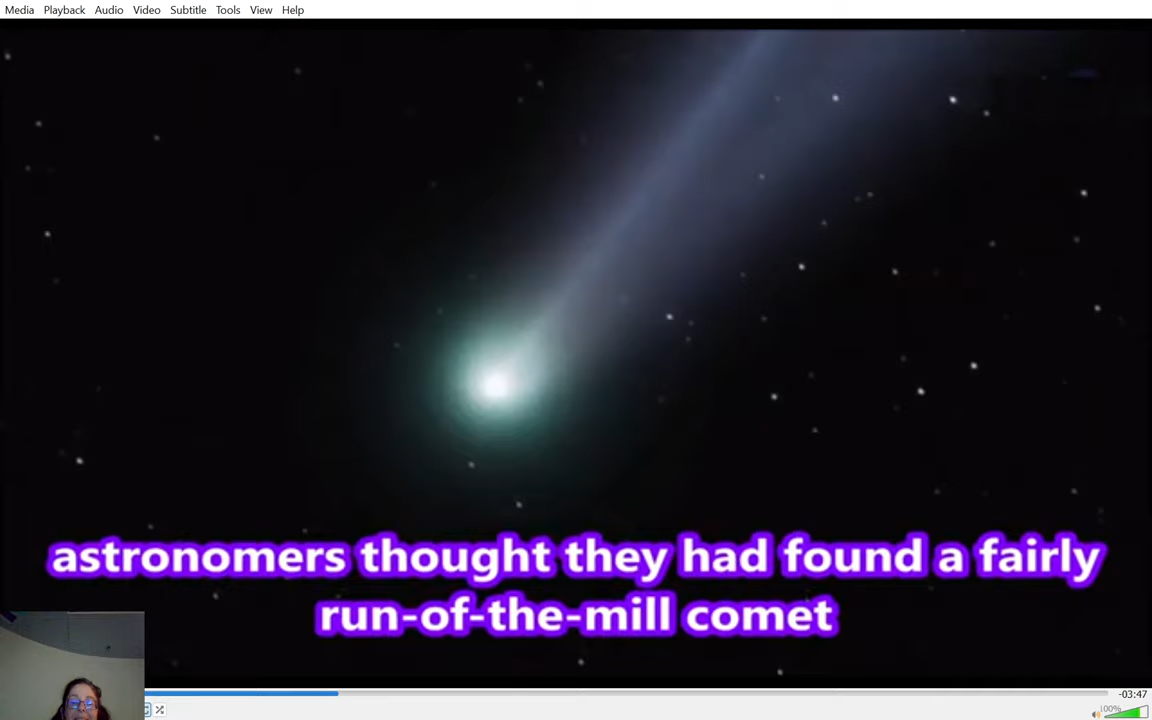 Media Playback Audio Video Subtitle Tools View Help
astronomers thought they had found a fairly
run-of-the-mill comet
-03:47
100%